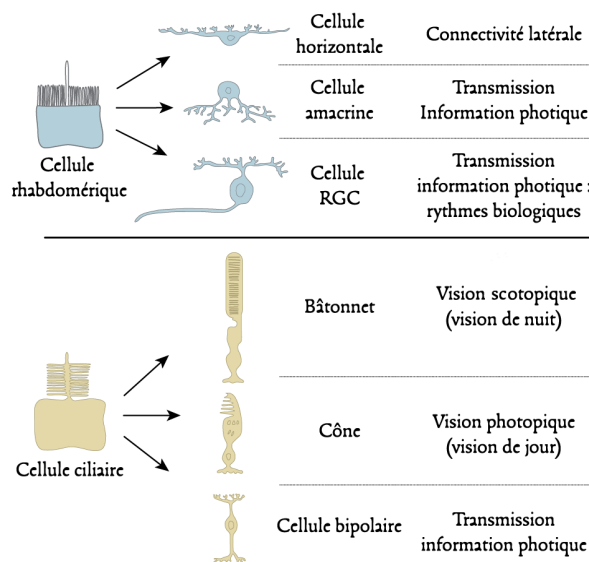 Cellule
horizontale
Connectivité latérale
Cellule
amacrine
Transmission
Information photique
Cellule
rhabdomérique
Cellule
RGC
Transmission
information photique :
rythmes biologiques
Bâtonnet
Vision scotopique
(vision de nuit)
Cellule ciliaire
Cône
Vision photopique
(vision de jour)
Cellule bipolaire
Transmission
information photique